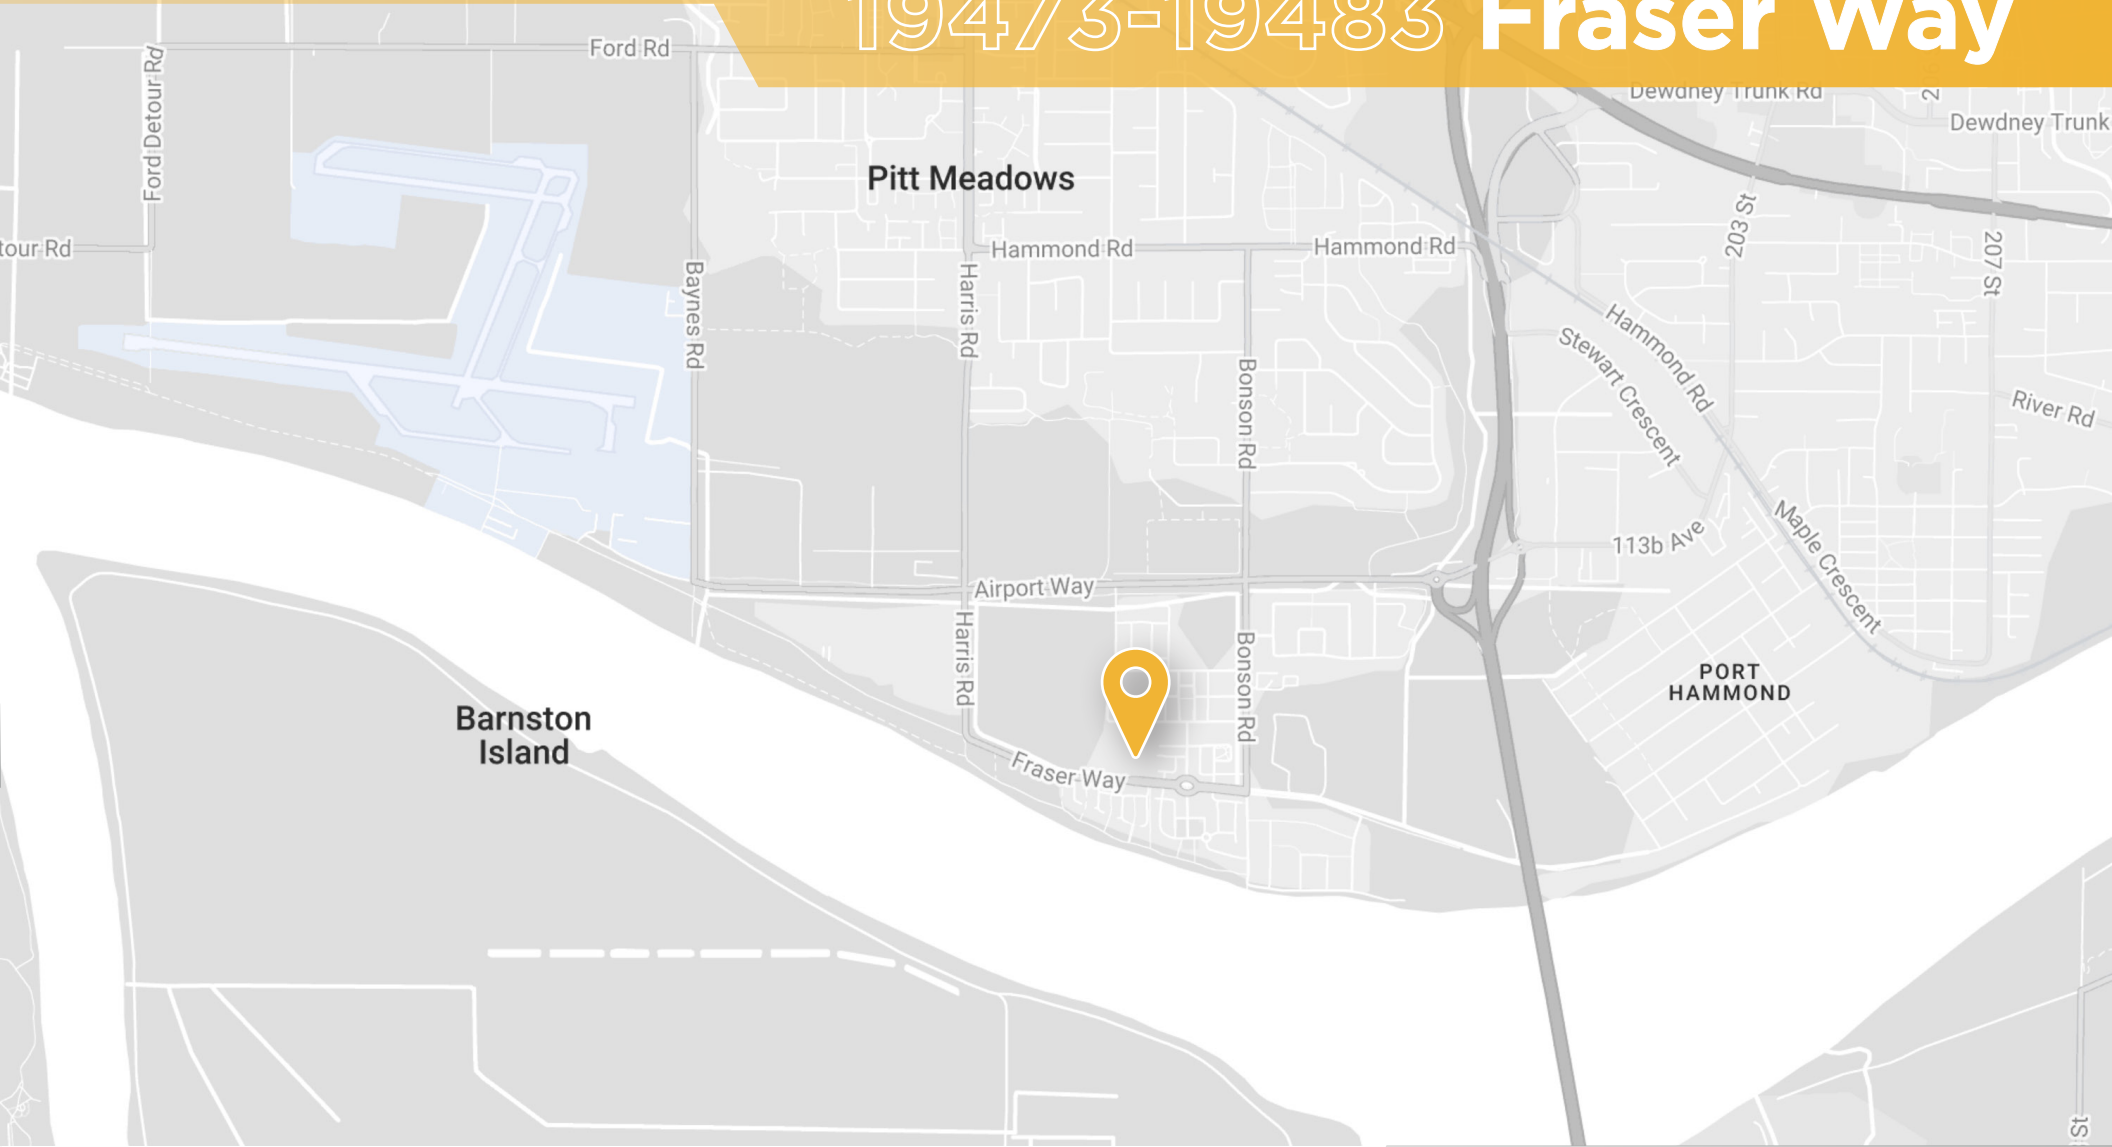 19473-19483 Fraser Way
Ford Rd
Ford Detour Rd
Dewdney Trunk Rd
Dewdney Trunk
Pitt Meadows
tour Rd
Hammond Rd
Hammond Rd
203 St
207 St
Baynes Rd
Harris Rd
Hammond Rd
Stewart Crescent
Bonson Rd
River Rd
Maple Crescent
113b Ave
Airport Way
Harris Rd
Bonson Rd
PORT
HAMMOND
Barnston
Island
Fraser Way
St